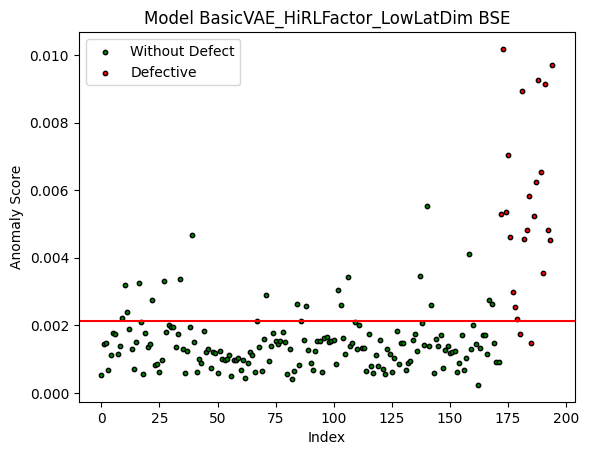 Model BasicVAE_HiRLFactor_LowLatDim BSE
Without Defect
Defective
Anomaly Score
0.010
0.008
0.006
0.004
0.002
0.000
0 25 50 75 100 125 150 175 200
Index